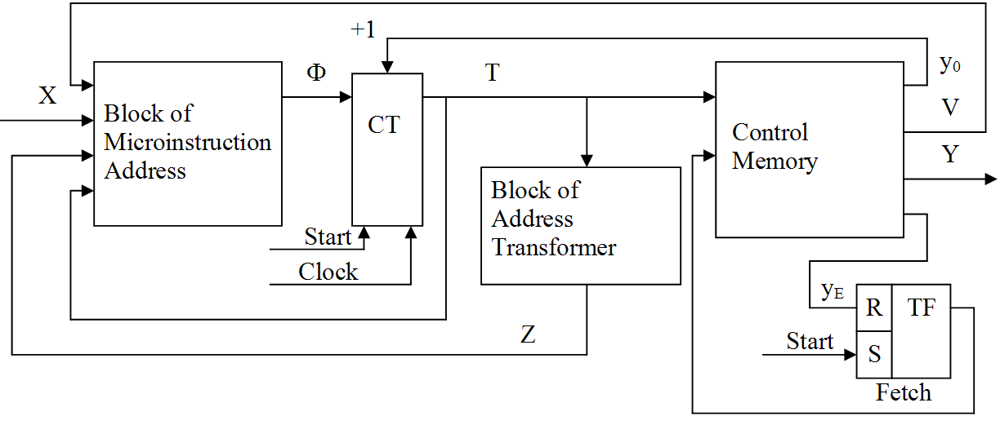 +1
X
Φ
T
y0
V
Y
Block of
Microinstruction
Address
CT
Control
Memory
Block of
Address
Transformer
Start
Clock
Z
yE
R
TF
Start
S
Fetch